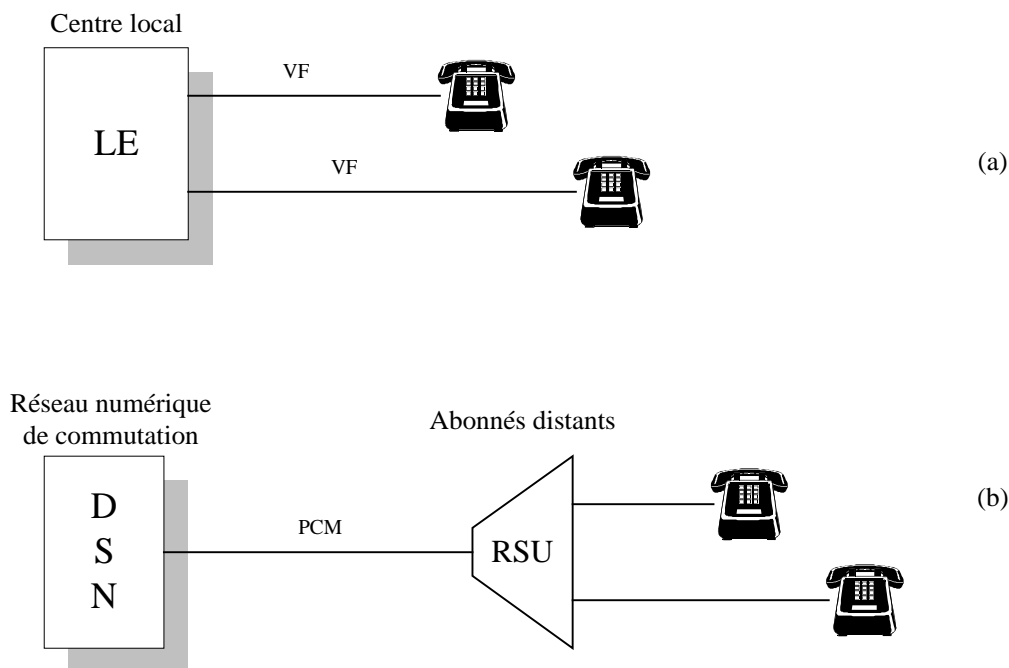 Centre local
VF
LE
VF
(a)
Réseau numérique
de commutation
Abonnés distants
D
S
N
PCM
RSU
(b)